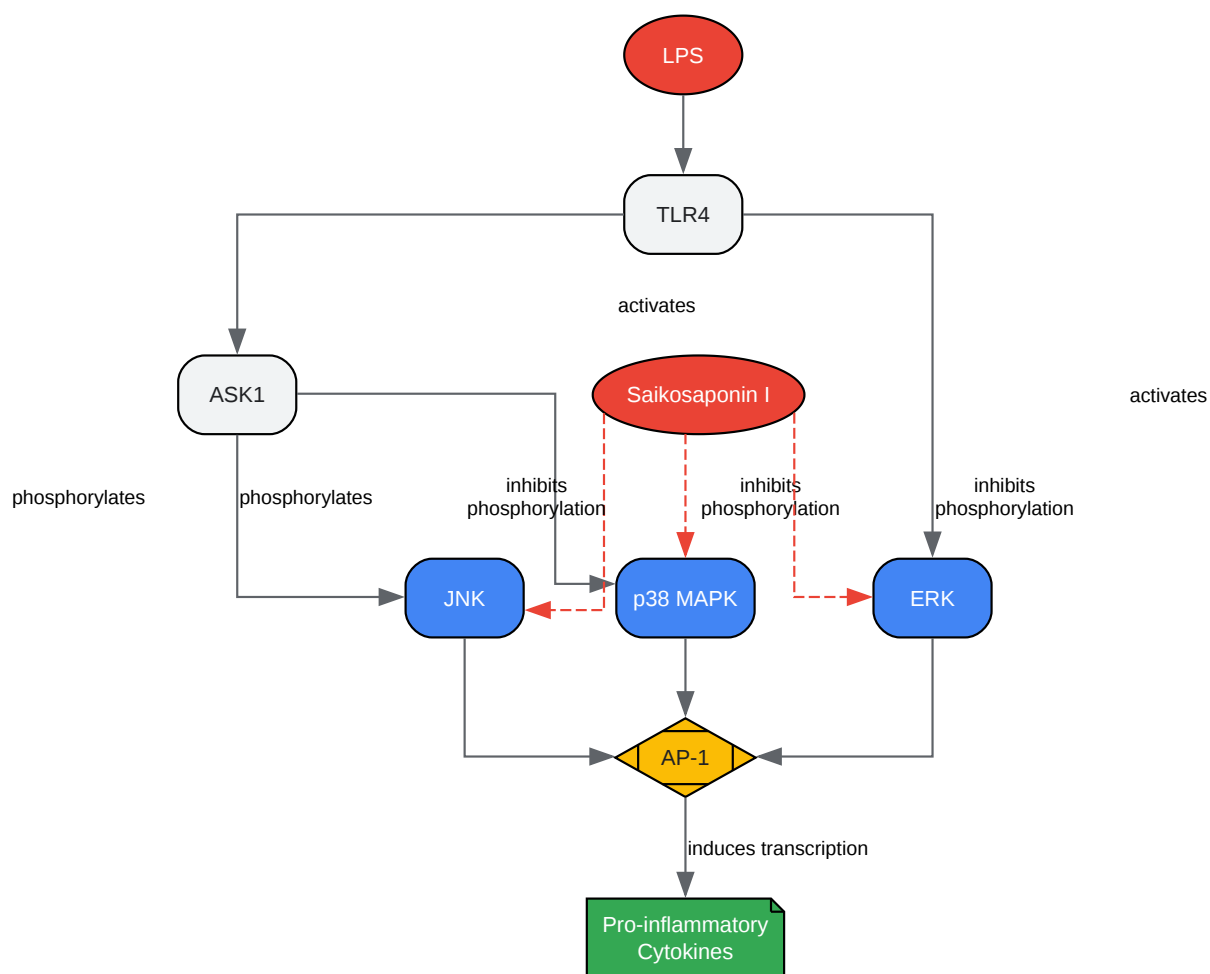 LPS
TLR4
activates
ASK1
Saikosaponin I
activates
phosphorylates
phosphorylates
inhibits
phosphorylation
inhibits
phosphorylation
inhibits
phosphorylation
JNK
p38 MAPK
ERK
AP-1
induces transcription
Pro-inflammatory
Cytokines